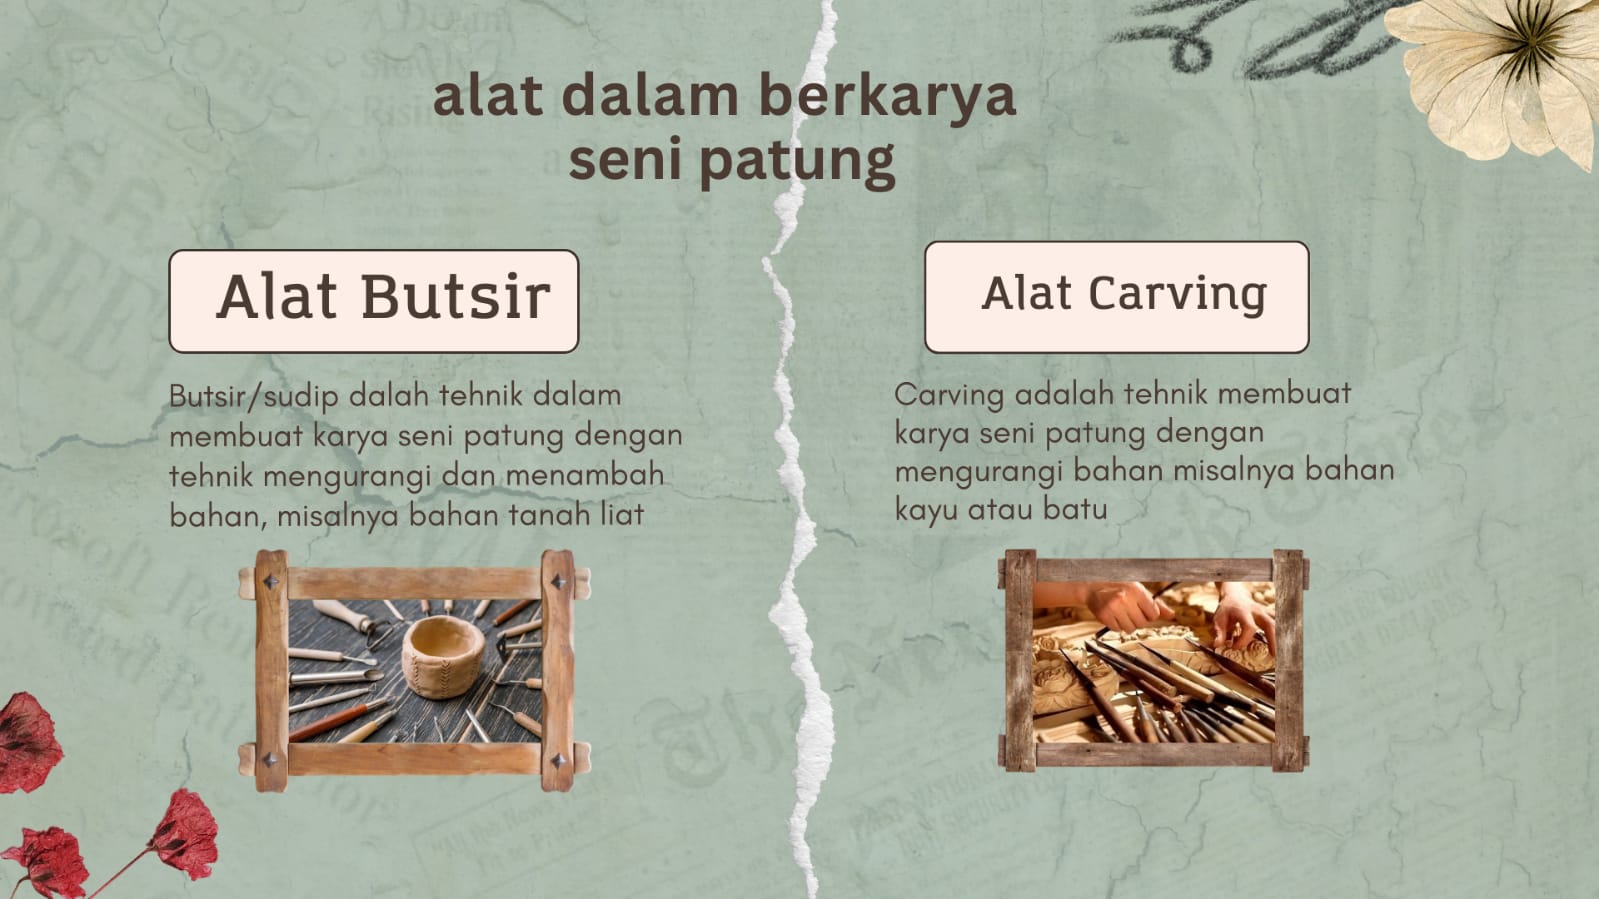 alat dalam berkarya
seni patung
Alat Butsir
Butsir/sudip dalah tehnik dalam
membuat karya seni patung dengan
tehnik mengurangi dan menambah
bahan, misalnya bahan tanah liat
Alat Carving
Carving adalah tehnik membuat
karya seni patung dengan
mengurangi bahan misalnya bahan
kayu atau batu